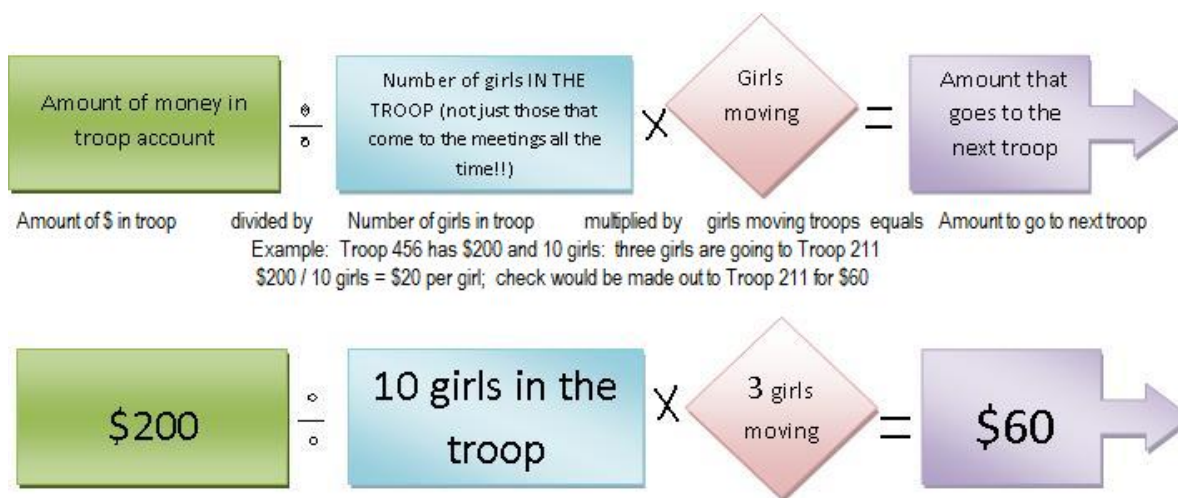 Amount of money in
troop account
÷
Number of girls IN THE
TROOP (not just those that
come to the meetings all the
time!!)
X
Girls
moving
=
Amount that
goes to the
next troop
Amount of $ in troop divided by Number of girls in troop multiplied by girls moving troops equals Amount to go to next troop
Example: Troop 456 has $200 and 10 girls: three girls are going to Troop 211
$200 / 10 girls = $20 per girl; check would be made out to Troop 211 for $60
$200
÷
10 girls in the
troop
X
3 girls
moving
=
$60